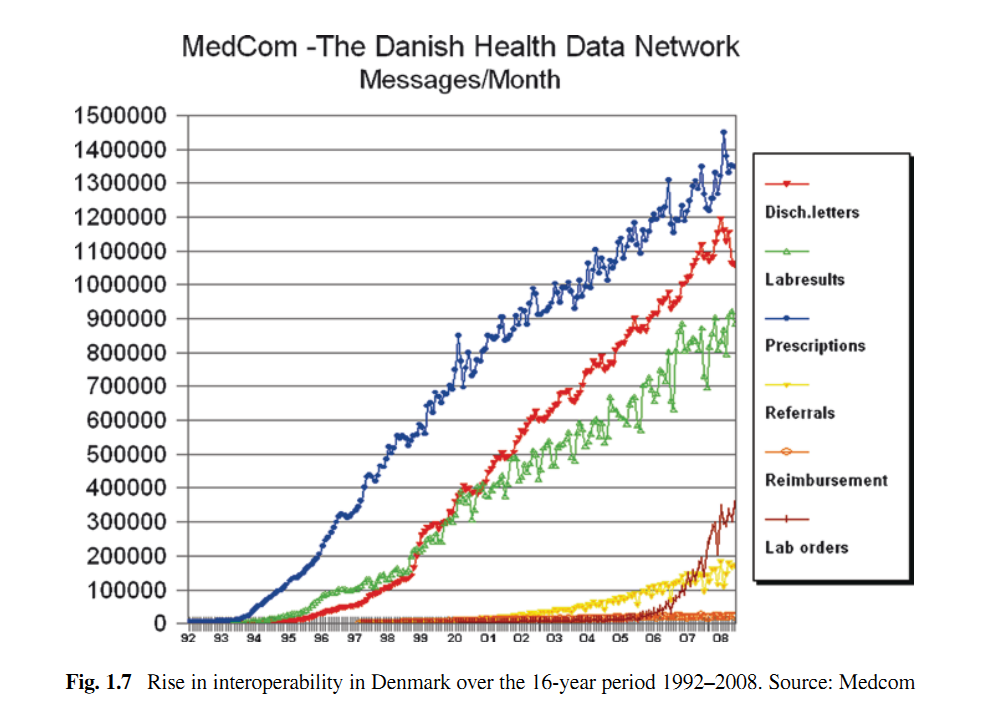 MedCom -The Danish Health Data Network
Messages/Month
1500000
1400000
1300000
1200000
1100000
1000000
900000
800000
700000
600000
500000
400000
300000
200000
100000
0
92 93 94 95 96 97 98 99 20 01 02 03 04 05 06 07 08
Disch.letters
Labresults
Prescriptions
Referrals
Reimbursement
Lab orders
Fig. 1.7 Rise in interoperability in Denmark over the 16-year period 1992–2008. Source: Medcom